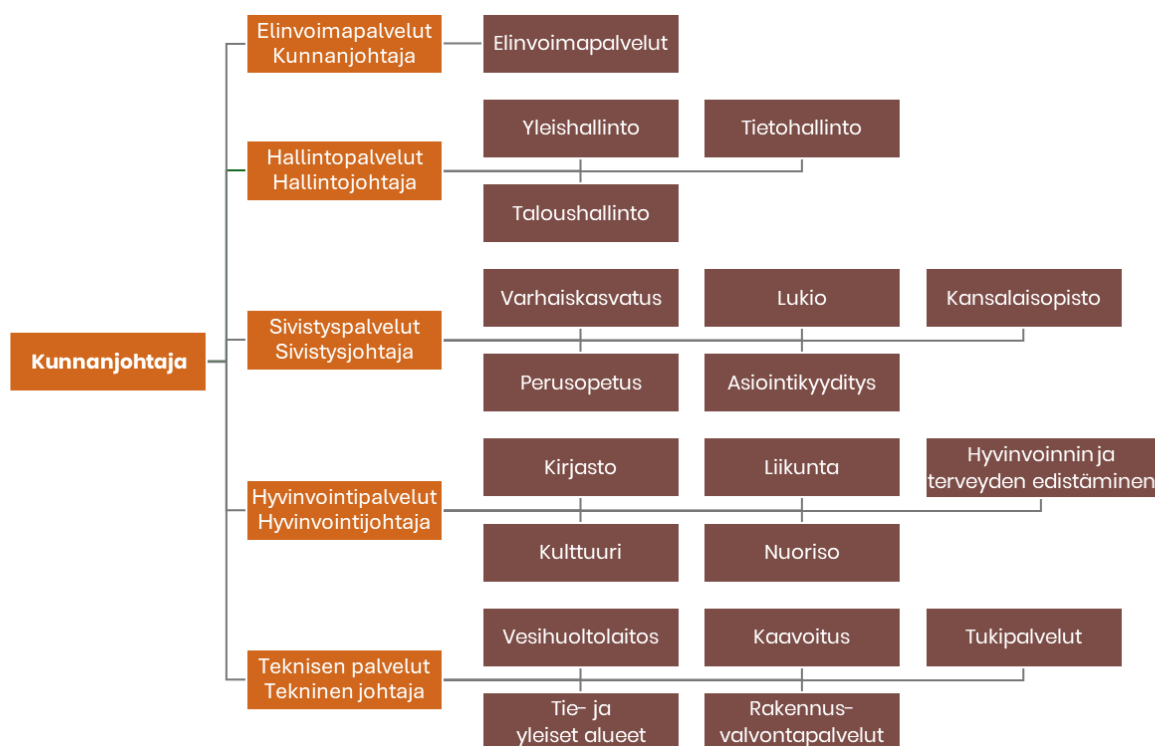 Elinvoimapalvelut
Kunnanjohtaja
Elinvoimapalvelut
Yleishallinto
Tietohallinto
Hallintopalvelut
Hallintojohtaja
Taloushallinto
Varhaiskasvatus
Lukio
Kansalaisopisto
Sivistyspalvelut
Sivistysjohtaja
Kunnanjohtaja
Perusopetus
Asiointikyyditys
Kirjasto
Liikunta
Hyvinvoinnin ja
terveyden edistäminen
Hyvinvointipalvelut
Hyvinvointijohtaja
Kulttuuri
Nuoriso
Vesihuoltolaitos
Kaavoitus
Tukipalvelut
Teknisen palvelut
Tekninen johtaja
Tie- ja
yleiset alueet
Rakennus-
valvontapalvelut